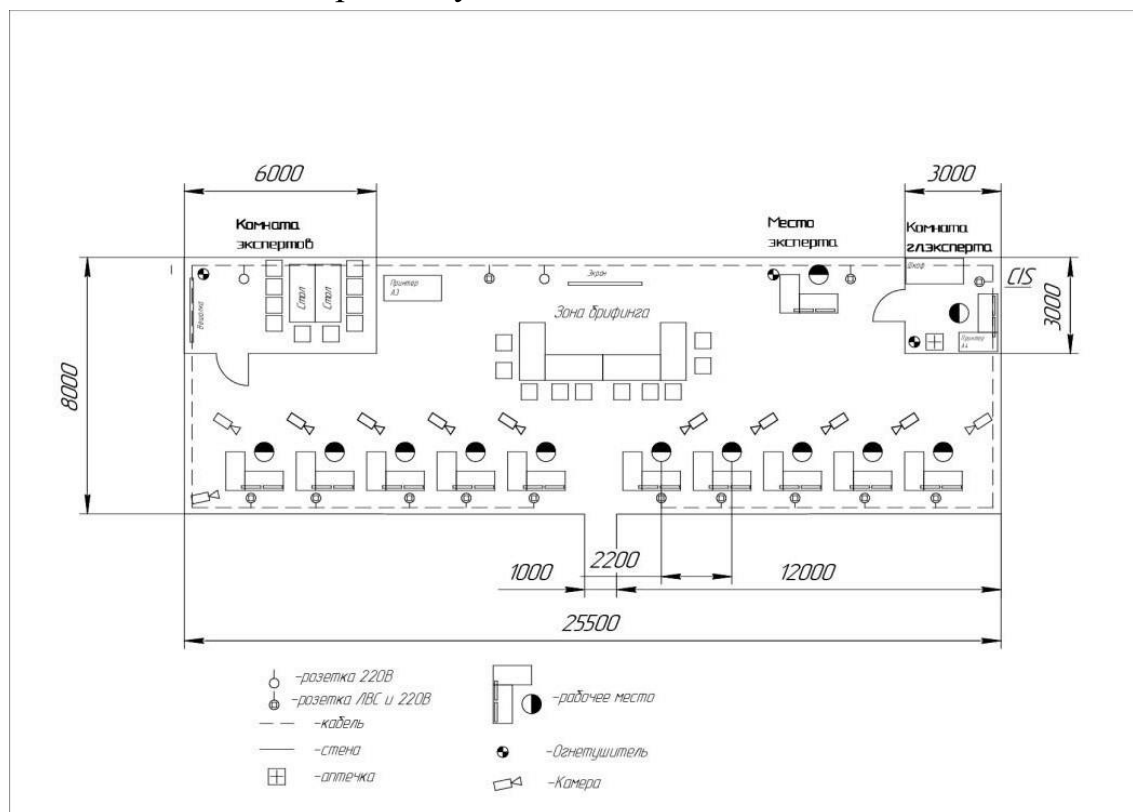 6000
3000
Комната
экспертов
Место
эксперта
Комната
гл.эксперта
Вешалка
Стол
Стол
Принтер
А3
Экран
Шкаф
CIS
Зона брифинга
3000
Принтер
А4
8000
2200
1000
12000
25500
-розетка 220В
-розетка ЛВС и 220В
-кабель
-стена
-аптечка
-рабочее место
-Огнетушитель
-Камера